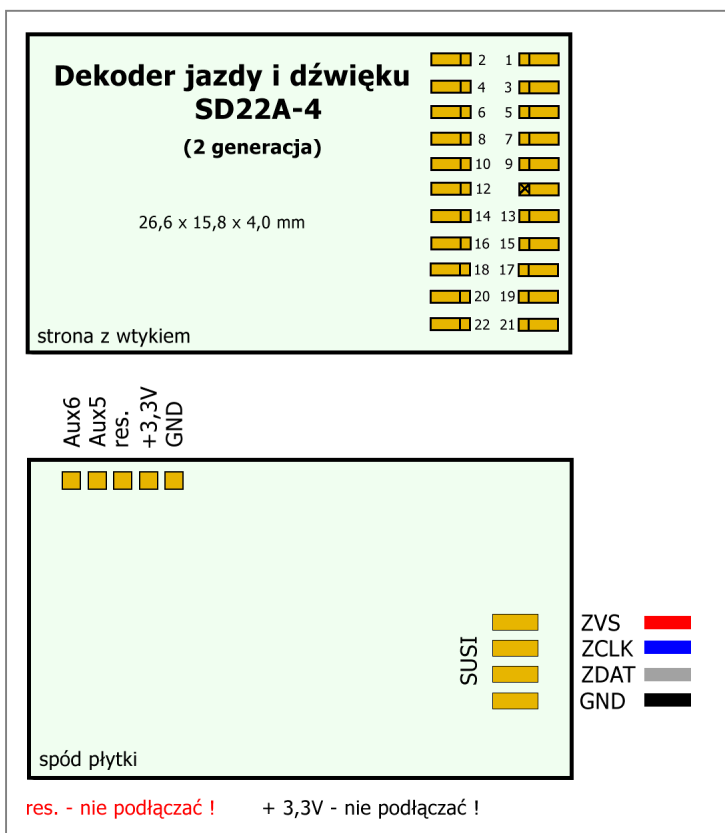 Dekoder jazdy i dźwięku
SD22A-4
(2 generacja)
26,6 x 15,8 x 4,0 mm
2 1
4 3
6 5
8 7
10 9
12
14 13
16 15
18 17
20 19
22 21
strona z wtykiem
Aux6
Aux5
res.
+3,3V
GND
SUSI
ZVS
ZCLK
ZDAT
GND
spód płytki
res. - nie podłączać ! + 3,3V - nie podłączać !